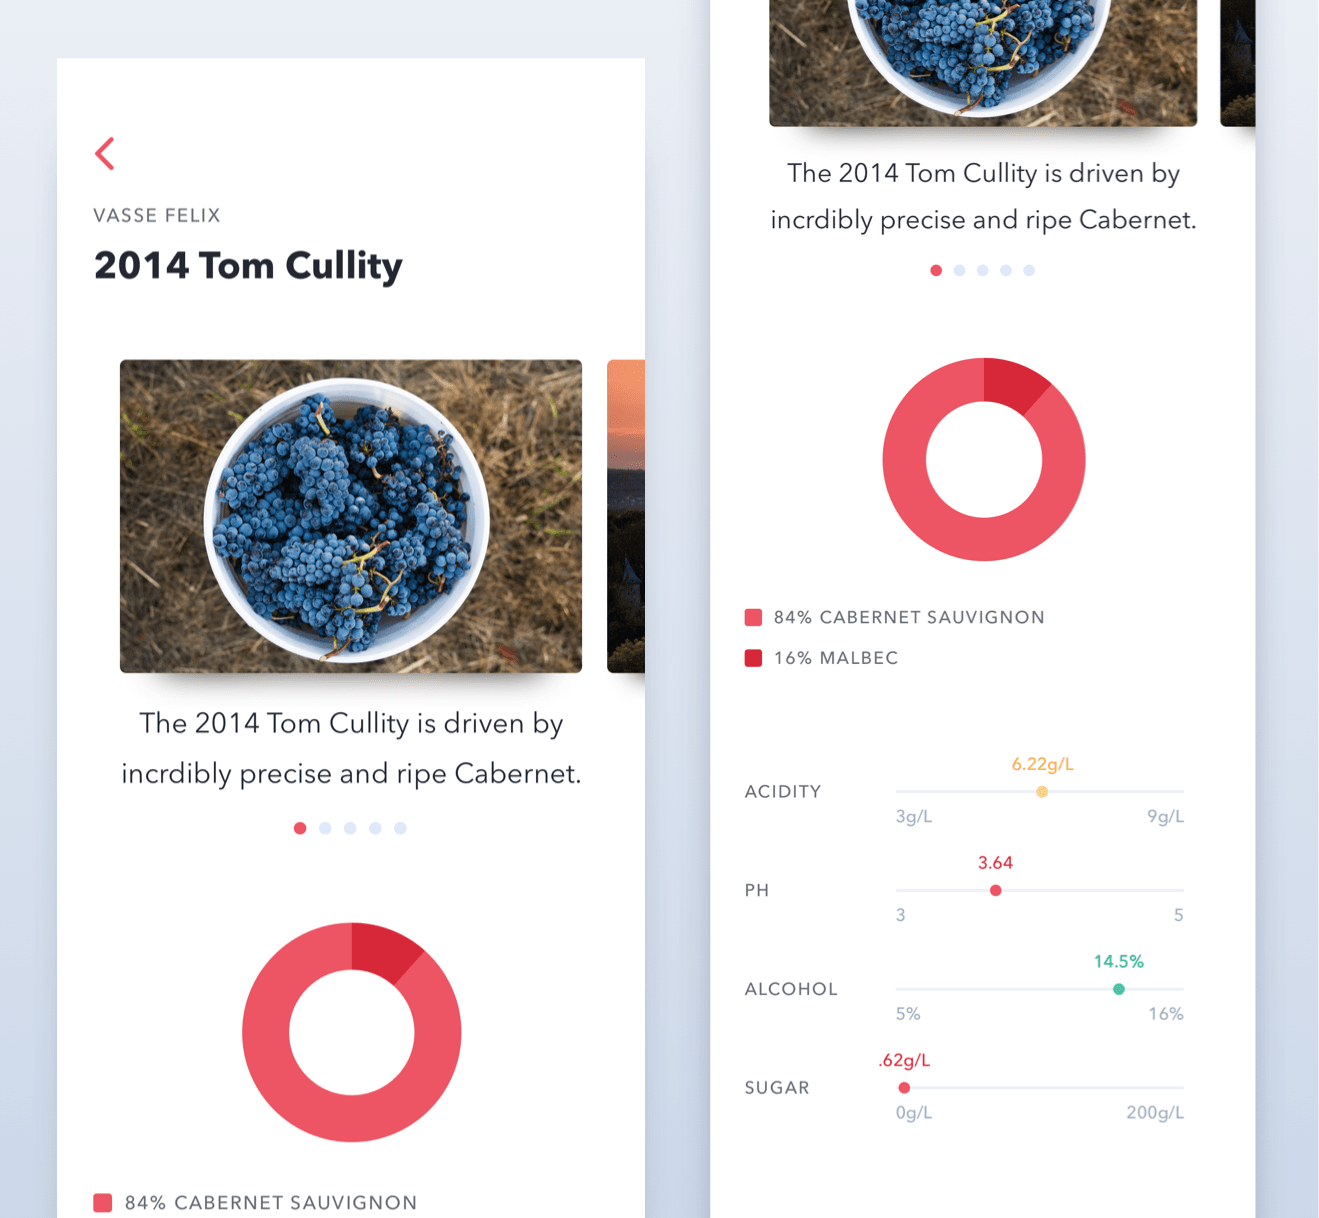 VASSE FELIX
2014 Tom Cullity
The 2014 Tom Cullity is driven by
incrdibly precise and ripe Cabernet.
84% CABERNET SAUVIGNON
The 2014 Tom Cullity is driven by
incrdibly precise and ripe Cabernet.
84% CABERNET SAUVIGNON
16% MALBEC
6.22g/L
ACIDITY
3g/L 9g/L
3.64
PH
3 5
14.5%
ALCOHOL
5% 16%
.62g/L
SUGAR
0g/L 200g/L